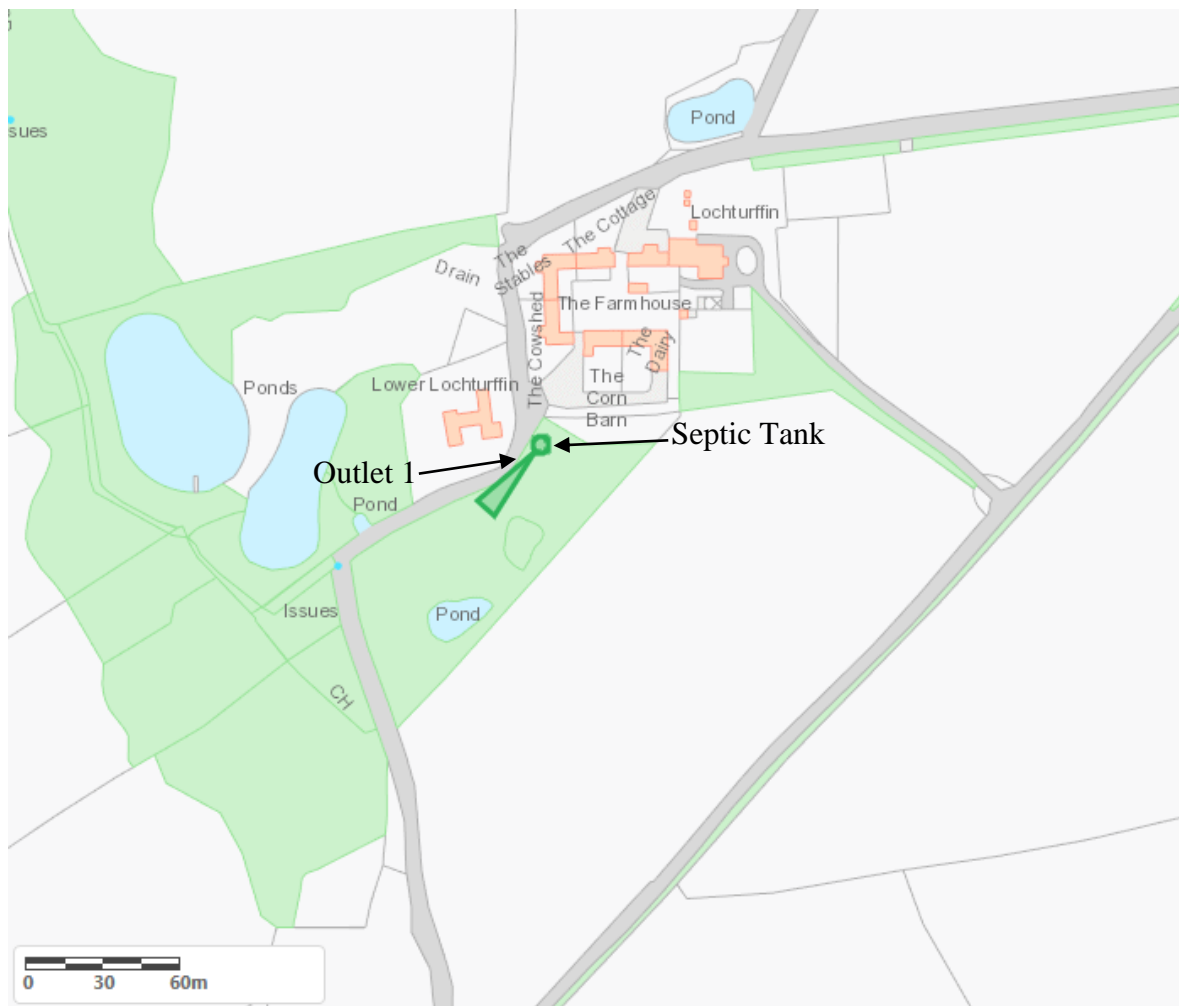 sues
Pond
The Cottage
Lochturffin
The
Stables
Drain
The Farmhouse
The Cowshed
The
Dairy
Ponds
Lower Lochturffin
The
Corn
Barn
Septic Tank
Outlet 1
Pond
Issues
Pond
CH
0 30 60m